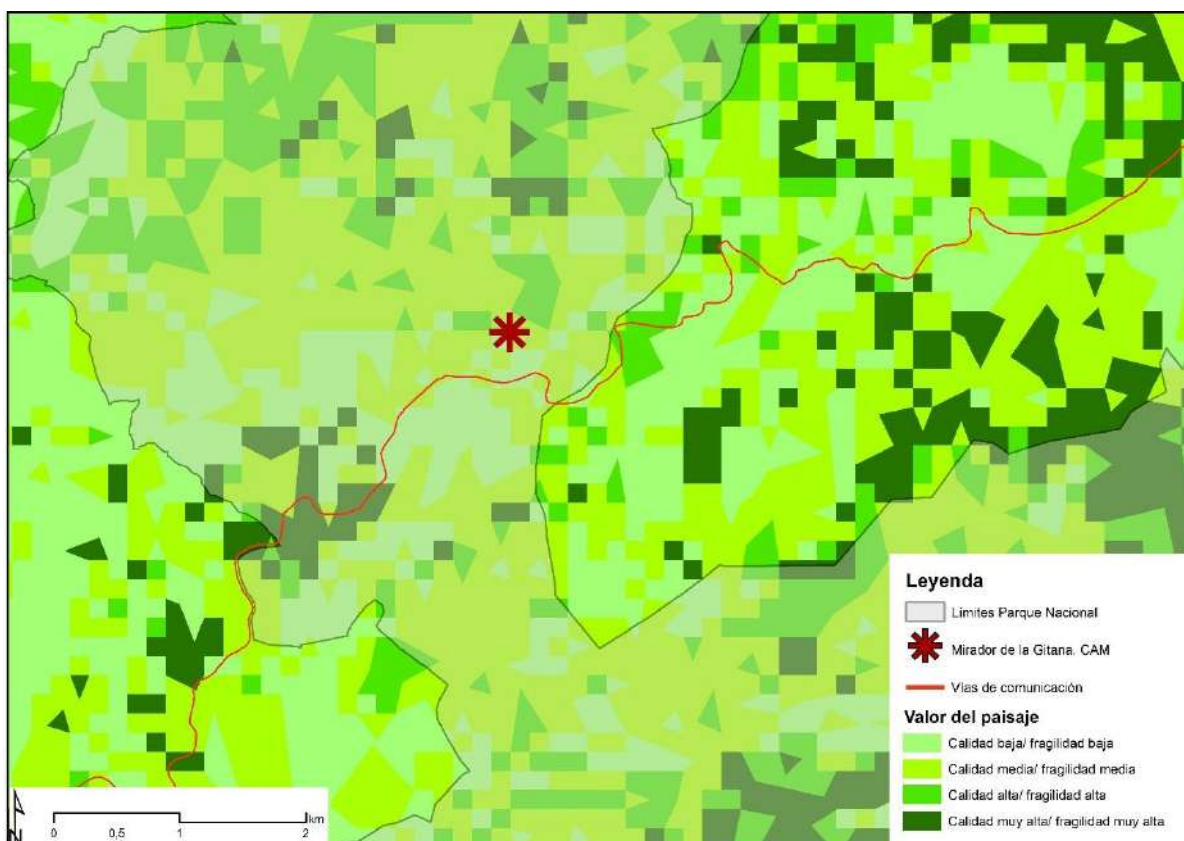 Leyenda
Limites Parque Nacional
Mirador de la Gitana. CAM
Vías de comunicación
Valor del paisaje
Calidad baja/ fragilidad baja
Calidad media/ fragilidad media
Calidad alta/ fragilidad alta
Calidad muy alta/ fragilidad muy alta
N
km
0 0,5 1 2